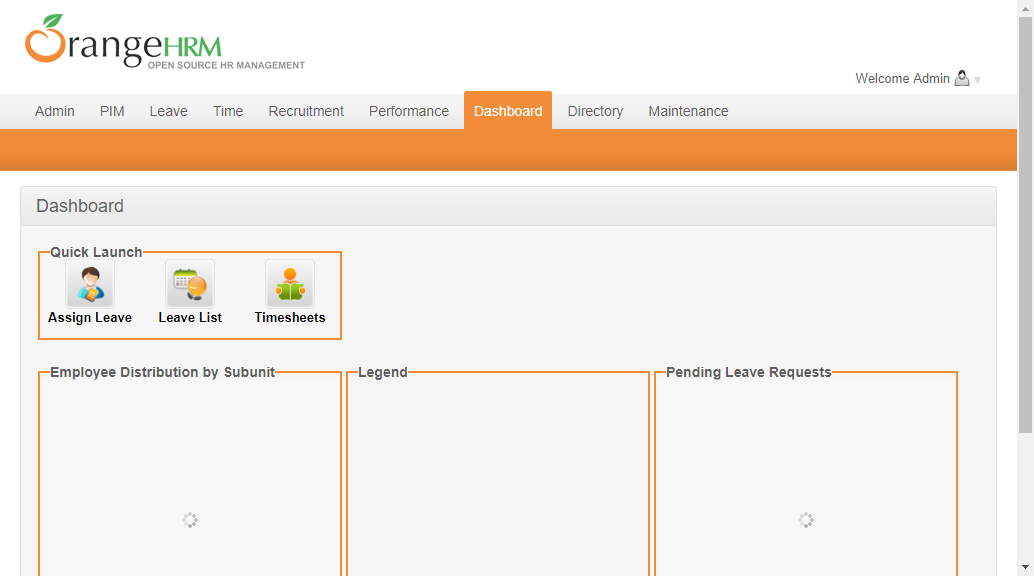 OrangeHRM
OPEN SOURCE HR MANAGEMENT
Welcome Admin
Admin PIM Leave Time Recruitment Performance Dashboard Directory Maintenance
Dashboard
Quick Launch
Assign Leave Leave List Timesheets
Employee Distribution by Subunit Legend Pending Leave Requests